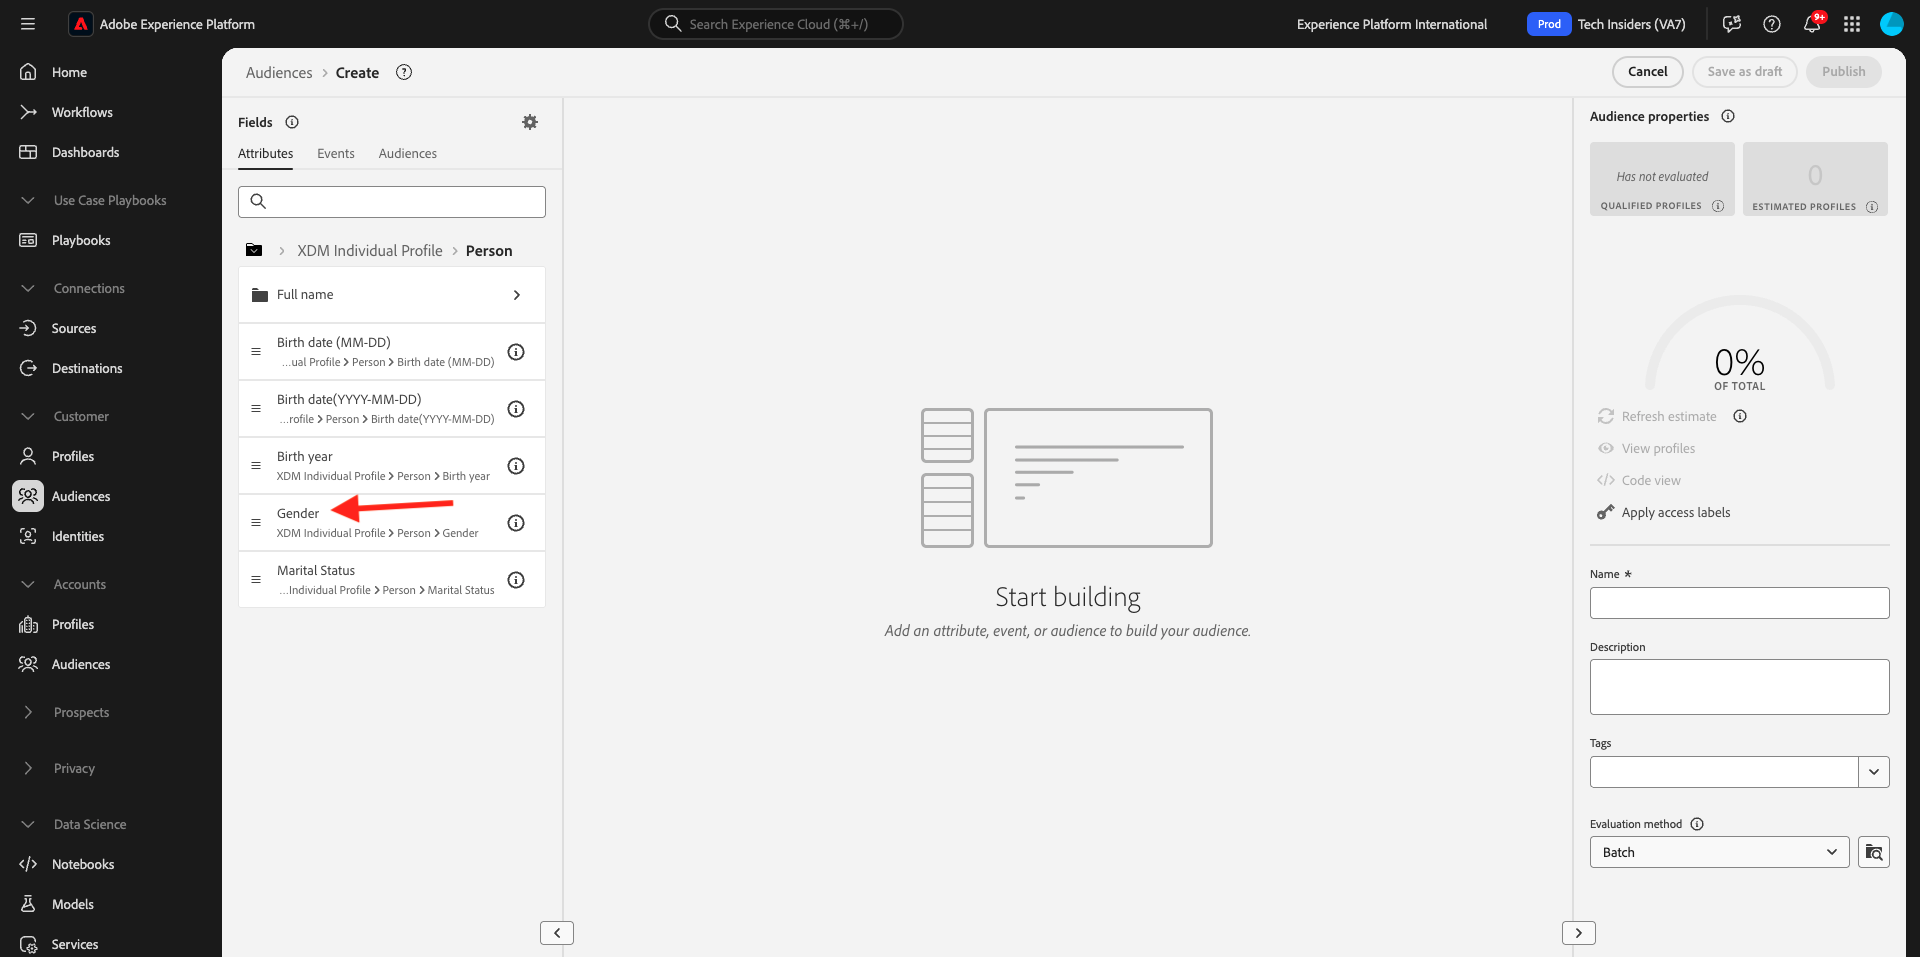 Adobe Experience Platform
Search Experience Cloud (⌘+/)
Experience Platform International
Prod
Tech Insiders (VA7)
9+
Home
Workflows
Dashboards
Use Case Playbooks
Playbooks
Connections
Sources
Destinations
Customer
Profiles
Audiences
Identities
Accounts
Profiles
Audiences
Prospects
Privacy
Data Science
Notebooks
Models
Services
Audiences > Create
Cancel
Save as draft
Publish
Fields
Attributes
Events
Audiences
XDM Individual Profile > Person
Full name
Birth date (MM-DD)
...ual Profile > Person > Birth date (MM-DD)
Birth date(YYYY-MM-DD)
...rofile > Person > Birth date(YYYY-MM-DD)
Birth year
XDM Individual Profile > Person > Birth year
Gender
XDM Individual Profile > Person > Gender
Marital Status
...Individual Profile > Person > Marital Status
Start building
Add an attribute, event, or audience to build your audience.
Audience properties
Has not evaluated
QUALIFIED PROFILES
0
ESTIMATED PROFILES
0%
OF TOTAL
Refresh estimate
View profiles
Code view
Apply access labels
Name *
Description
Tags
Evaluation method
Batch